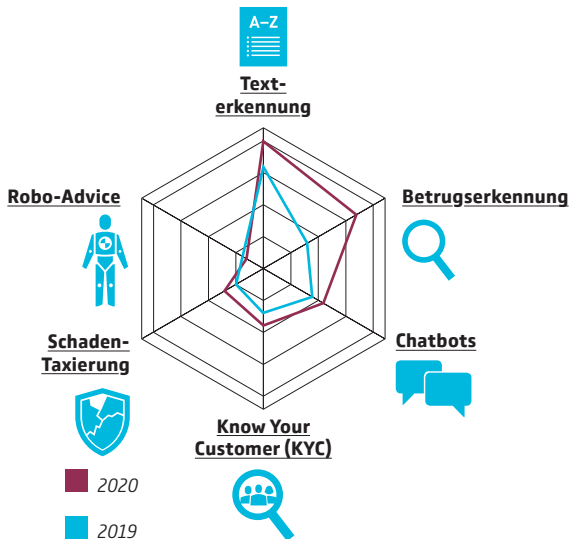 A–Z
Text-
erkennung
Robo-Advice
Betrugserkennung
Schaden-
Taxierung
Chatbots
Know Your
Customer (KYC)
2020
2019